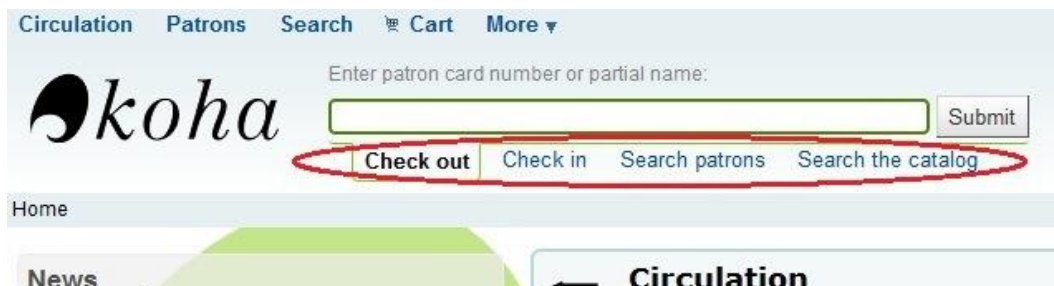 Circulation Patrons Search Cart More
Enter patron card number or partial name:
koha
Submit
Check out Check in Search patrons Search the catalog
Home
News
Circulation